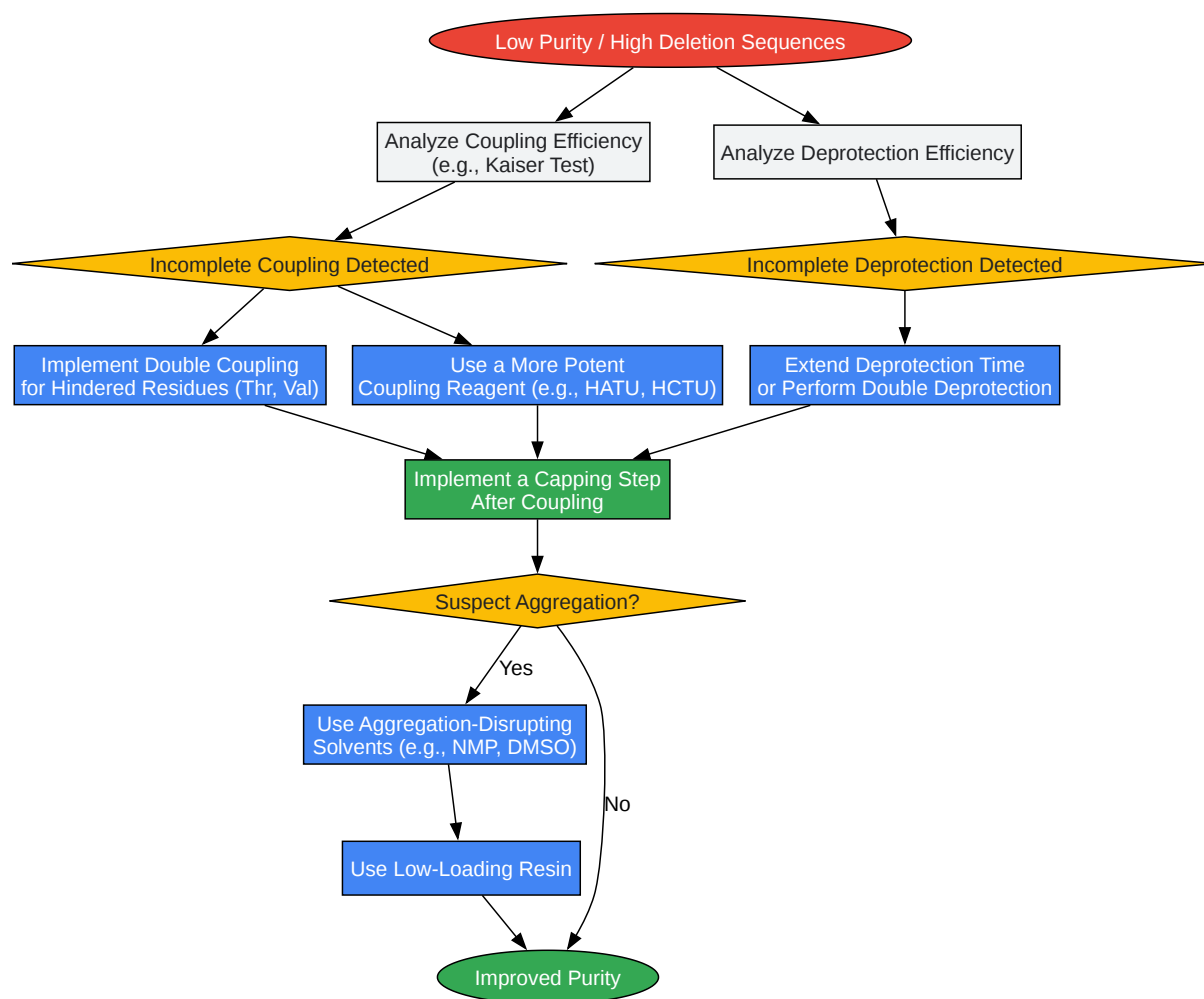 Low Purity / High Deletion Sequences
Analyze Coupling Efficiency
(e.g., Kaiser Test)
Analyze Deprotection Efficiency
Incomplete Coupling Detected
Incomplete Deprotection Detected
Implement Double Coupling
for Hindered Residues (Thr, Val)
Use a More Potent
Coupling Reagent (e.g., HATU, HCTU)
Extend Deprotection Time
or Perform Double Deprotection
Implement a Capping Step
After Coupling
Suspect Aggregation?
Yes
Use Aggregation-Disrupting
Solvents (e.g., NMP, DMSO)
No
Use Low-Loading Resin
Improved Purity